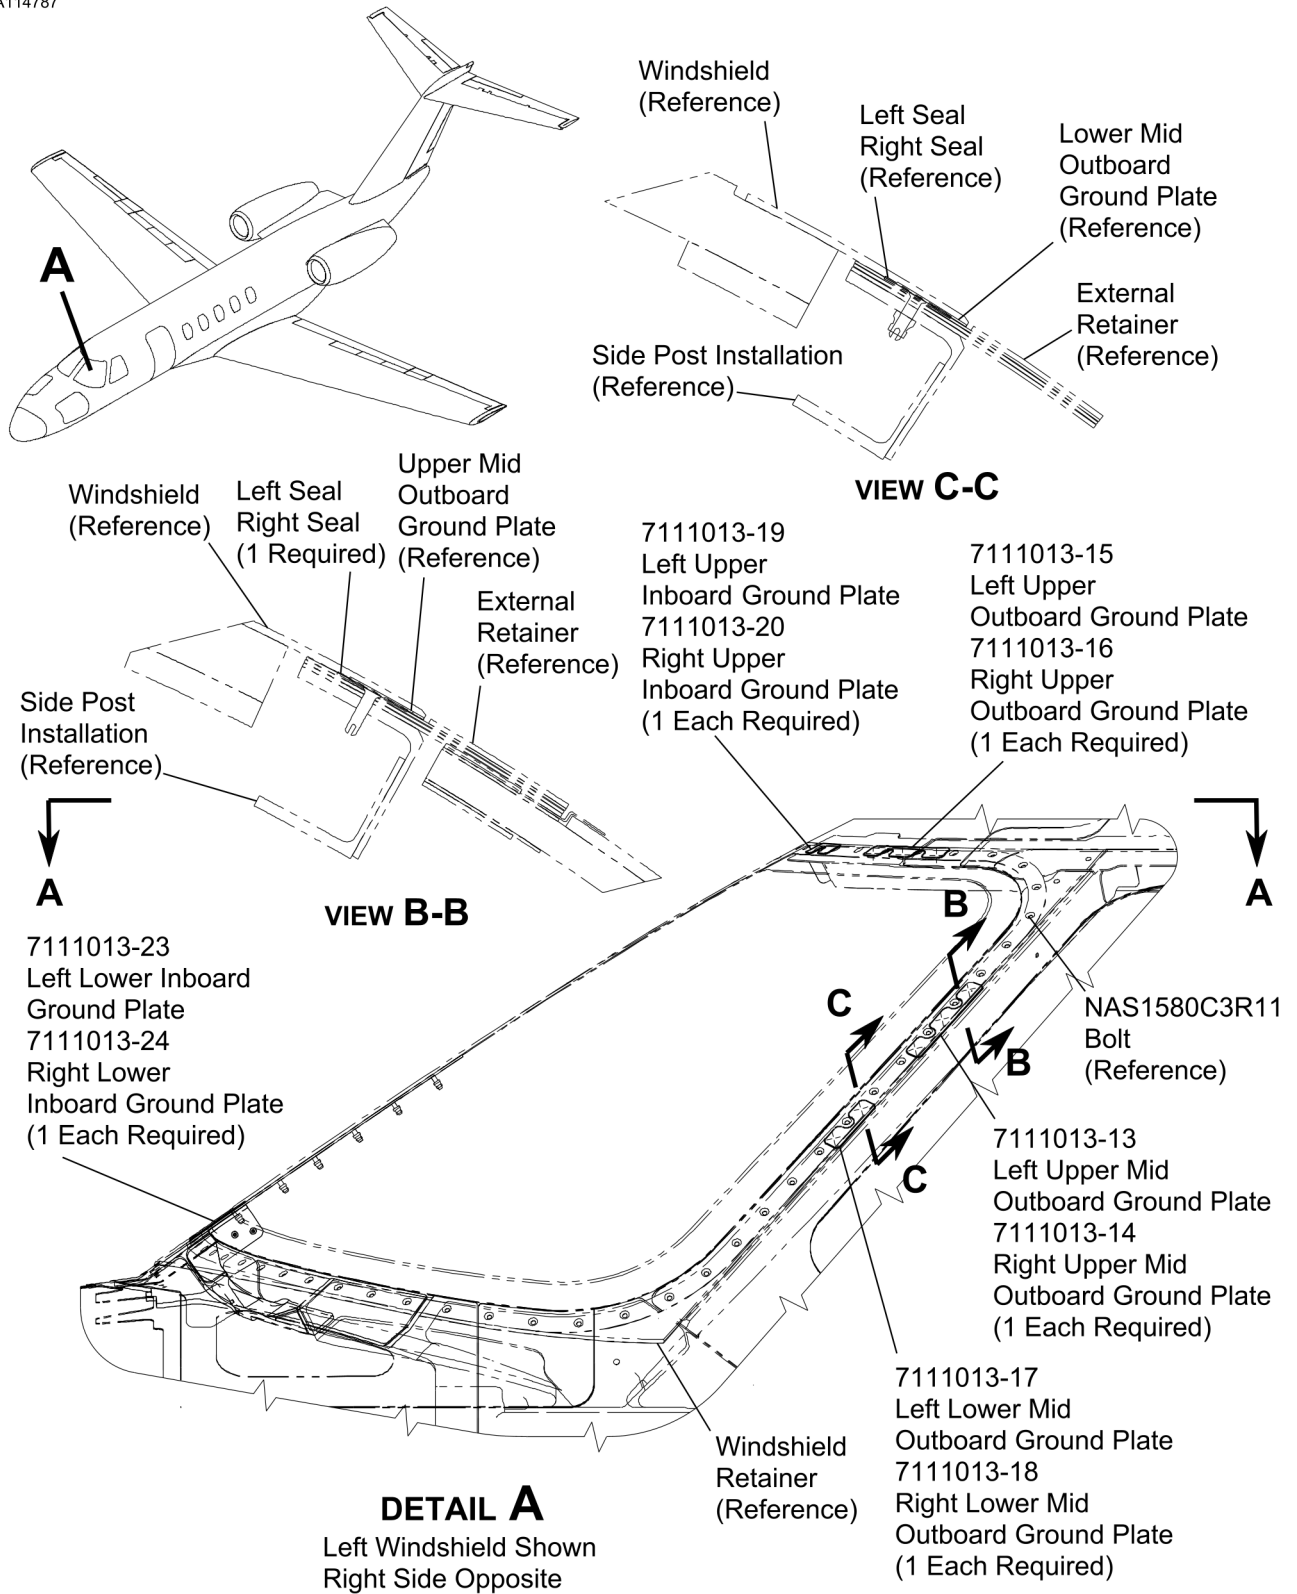 Windshield
(Reference)
Left Seal
Right Seal
(Reference)
Lower Mid
Outboard
Ground Plate
(Reference)
A
External
Retainer
(Reference)
Side Post Installation
(Reference)
VIEW C-C
Windshield
(Reference)
Left Seal
Right Seal
(1 Required)
Upper Mid
Outboard
Ground Plate
(Reference)
External
Retainer
(Reference)
Side Post
Installation
(Reference)
VIEW B-B
7111013-19
Left Upper
Inboard Ground Plate
7111013-20
Right Upper
Inboard Ground Plate
(1 Each Required)
7111013-15
Left Upper
Outboard Ground Plate
7111013-16
Right Upper
Outboard Ground Plate
(1 Each Required)
A
A
B
C
B
C
7111013-23
Left Lower Inboard
Ground Plate
7111013-24
Right Lower
Inboard Ground Plate
(1 Each Required)
NAS1580C3R11
Bolt
(Reference)
7111013-13
Left Upper Mid
Outboard Ground Plate
7111013-14
Right Upper Mid
Outboard Ground Plate
(1 Each Required)
7111013-17
Left Lower Mid
Outboard Ground Plate
7111013-18
Right Lower Mid
Outboard Ground Plate
(1 Each Required)
Windshield
Retainer
(Reference)
DETAIL A
Left Windshield Shown
Right Side Opposite